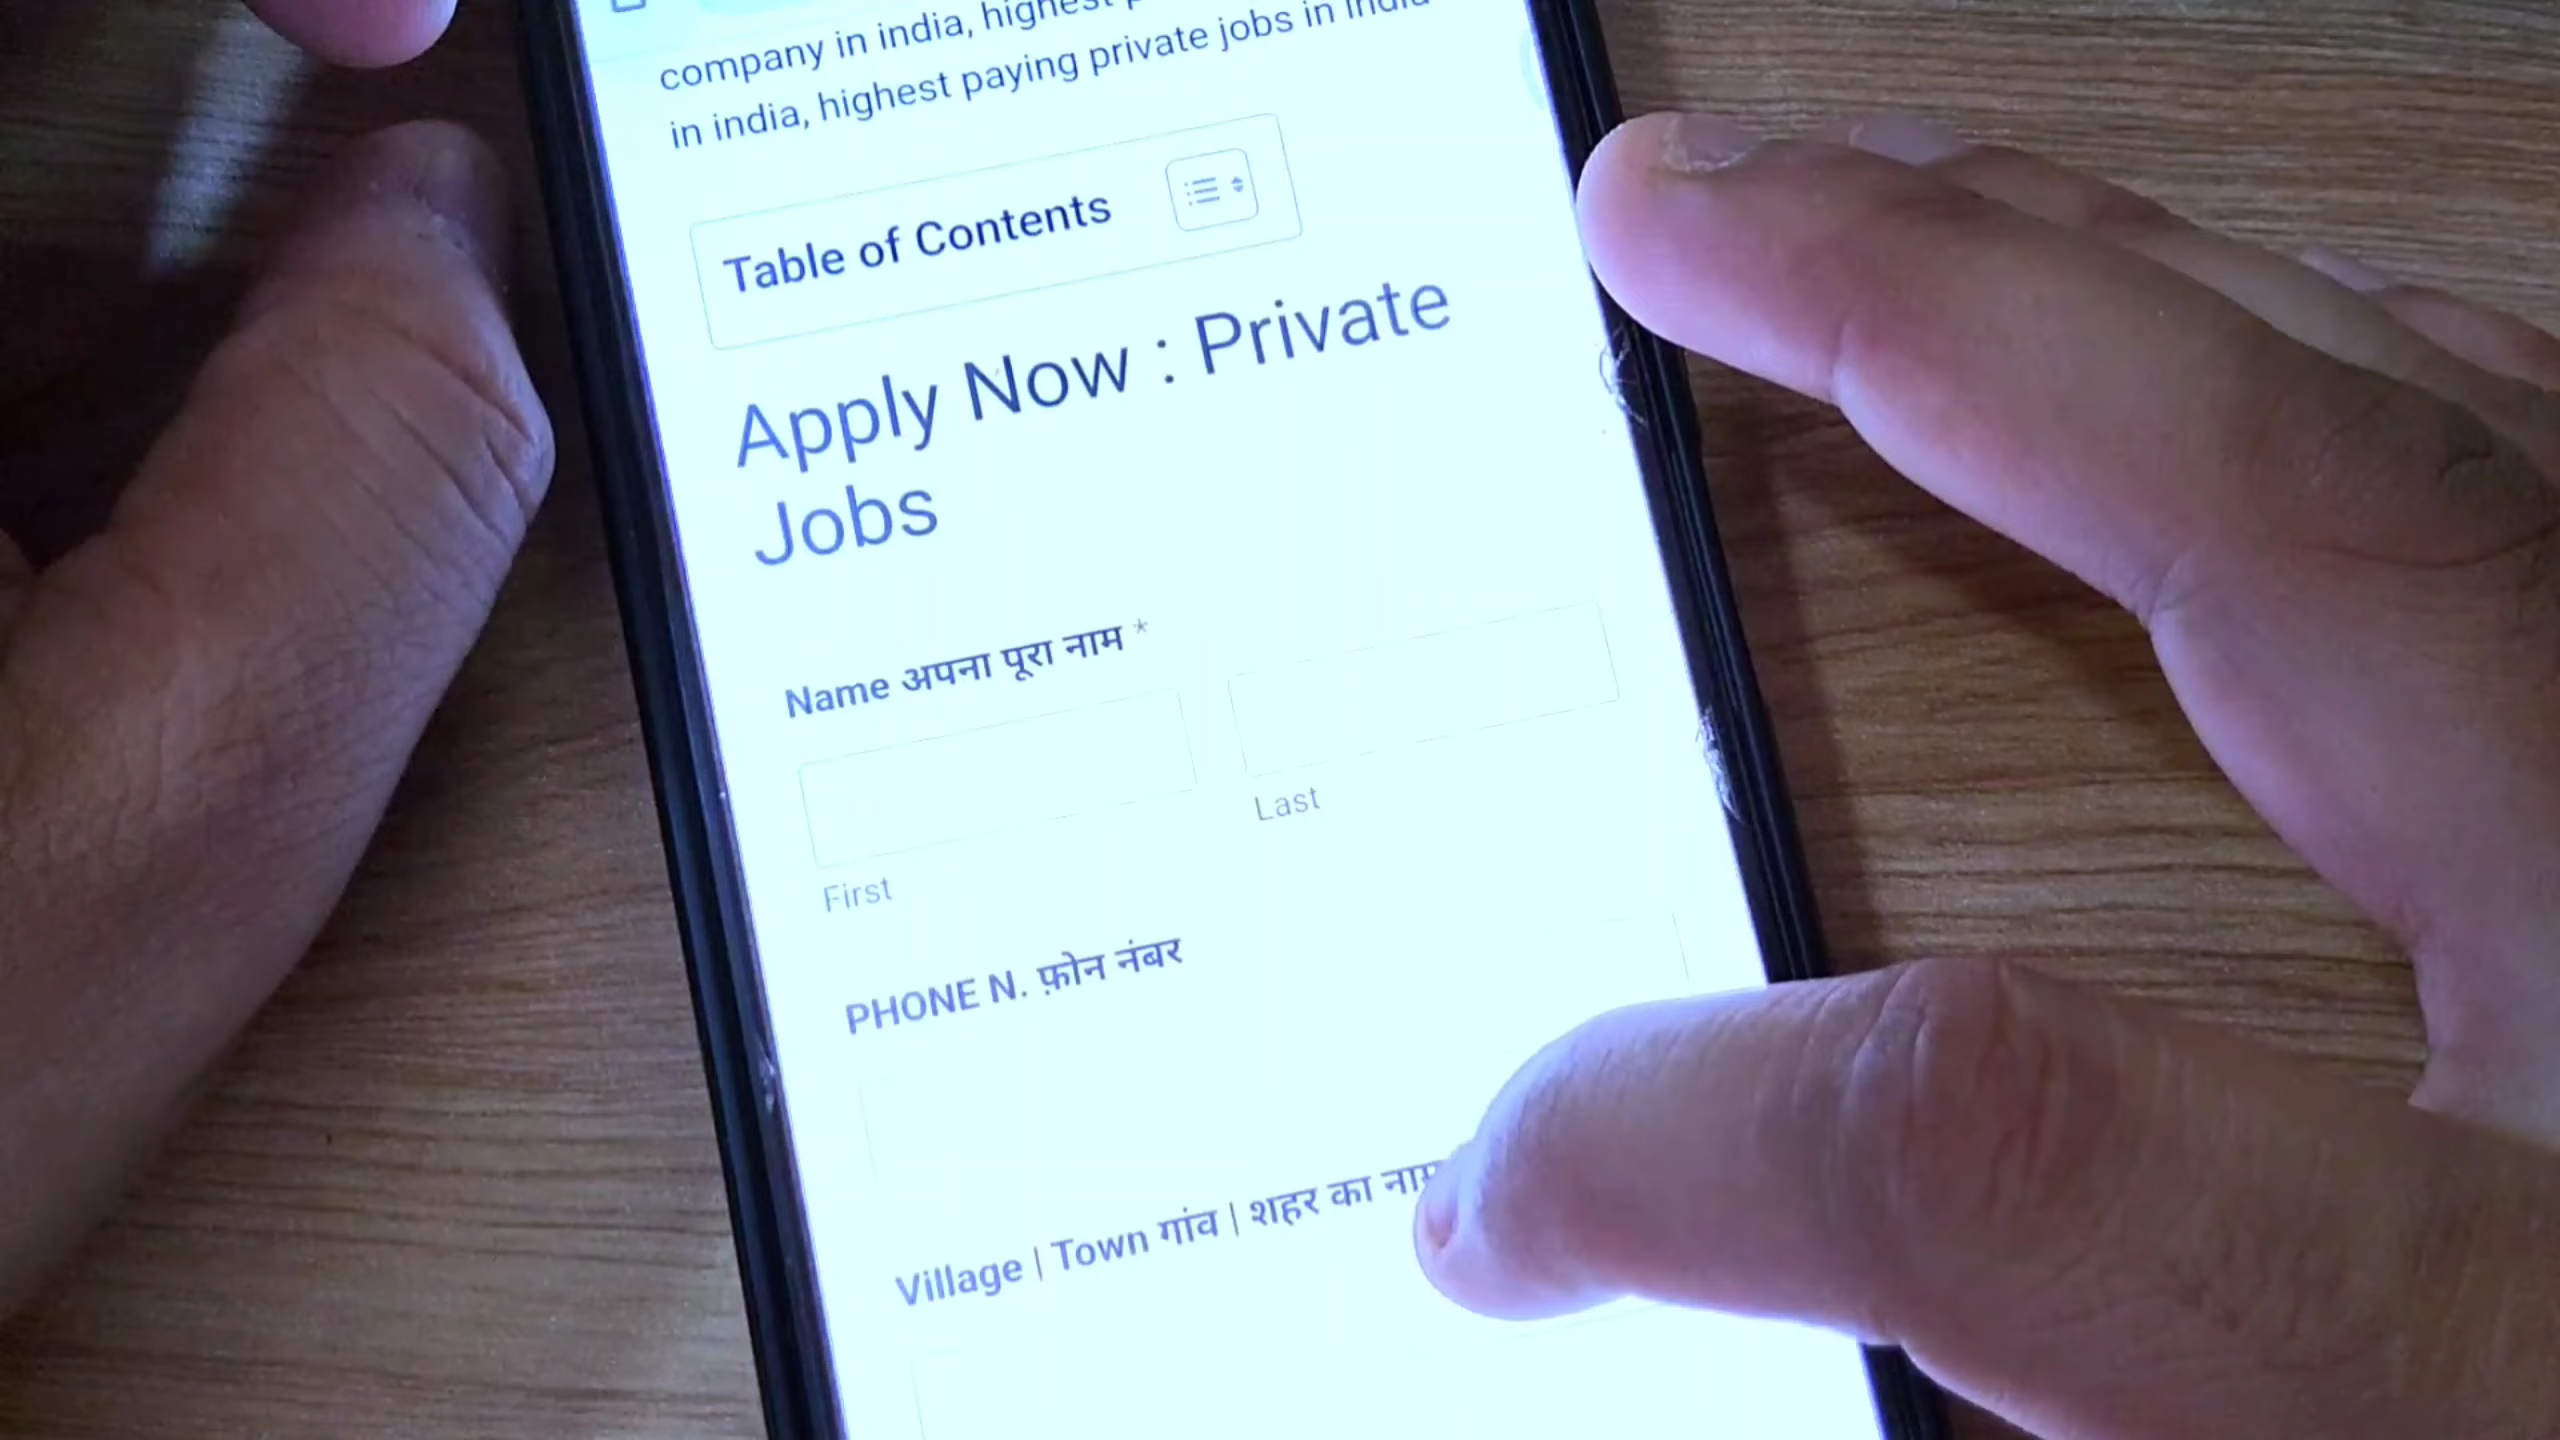 company in india, highest
in india, highest paying private jobs in India
Table of Contents
Apply Now : Private
Jobs
Name अपना पूरा नाम *
First
Last
PHONE N. फ़ोन नंबर
Village | Town गांव | शहर का नाम